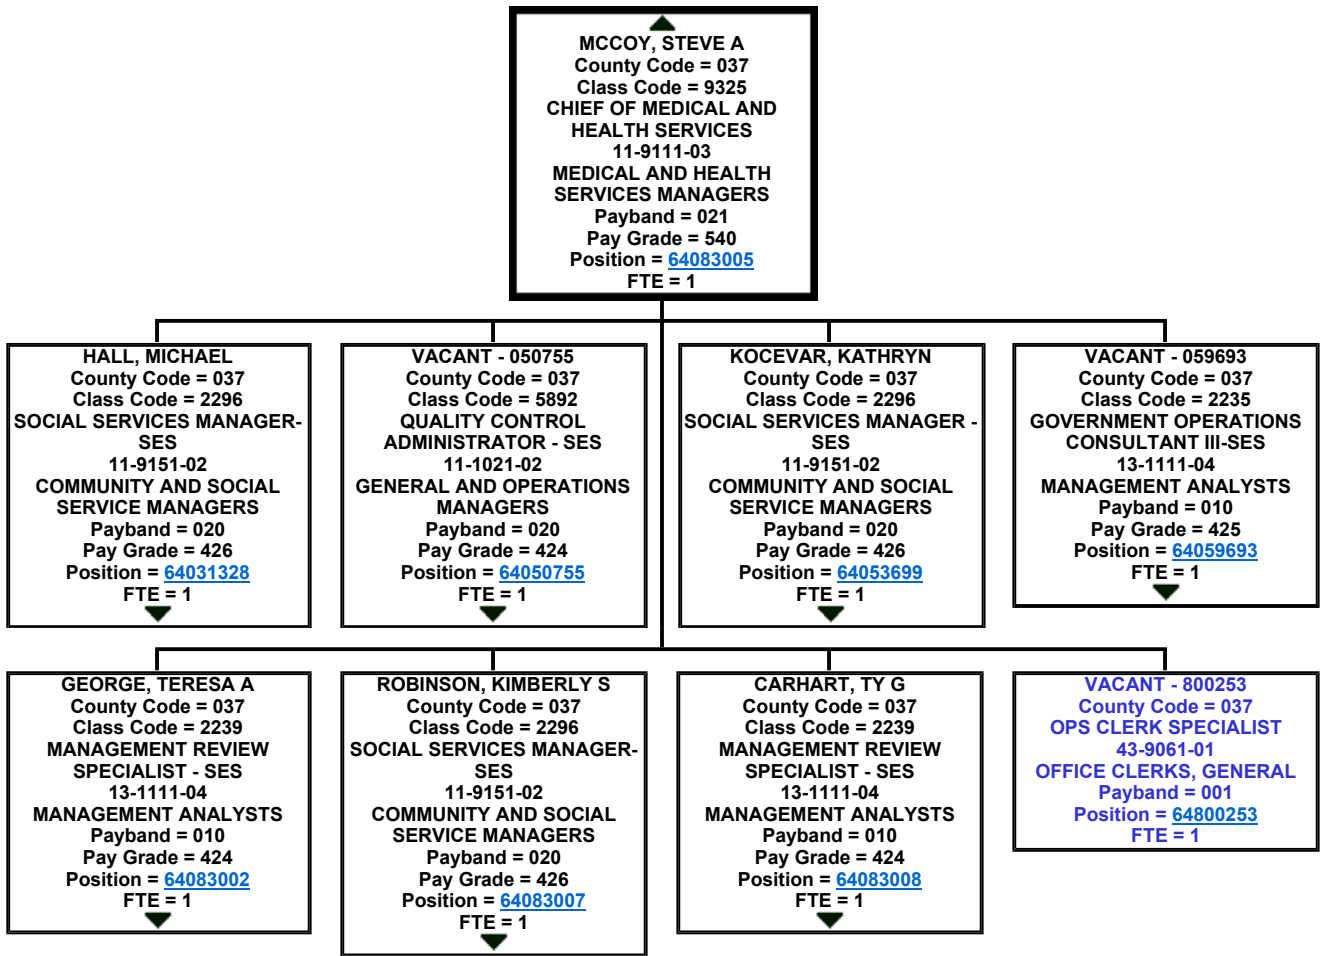 MCCOY, STEVE A
County Code = 037
Class Code = 9325
CHIEF OF MEDICAL AND
HEALTH SERVICES
11-9111-03
MEDICAL AND HEALTH
SERVICES MANAGERS
Payband = 021
Pay Grade = 540
Position = 64083005
FTE = 1
HALL, MICHAEL
County Code = 037
Class Code = 2296
SOCIAL SERVICES MANAGER-
SES
11-9151-02
COMMUNITY AND SOCIAL
SERVICE MANAGERS
Payband = 020
Pay Grade = 426
Position = 64031328
FTE = 1
VACANT - 050755
County Code = 037
Class Code = 5892
QUALITY CONTROL
ADMINISTRATOR - SES
11-1021-02
GENERAL AND OPERATIONS
MANAGERS
Payband = 020
Pay Grade = 424
Position = 64050755
FTE = 1
KOCEVAR, KATHRYN
County Code = 037
Class Code = 2296
SOCIAL SERVICES MANAGER -
SES
11-9151-02
COMMUNITY AND SOCIAL
SERVICE MANAGERS
Payband = 020
Pay Grade = 426
Position = 64053699
FTE = 1
VACANT - 059693
County Code = 037
Class Code = 2235
GOVERNMENT OPERATIONS
CONSULTANT III-SES
13-1111-04
MANAGEMENT ANALYSTS
Payband = 010
Pay Grade = 425
Position = 64059693
FTE = 1
GEORGE, TERESA A
County Code = 037
Class Code = 2239
MANAGEMENT REVIEW
SPECIALIST - SES
13-1111-04
MANAGEMENT ANALYSTS
Payband = 010
Pay Grade = 424
Position = 64083002
FTE = 1
ROBINSON, KIMBERLY S
County Code = 037
Class Code = 2296
SOCIAL SERVICES MANAGER-
SES
11-9151-02
COMMUNITY AND SOCIAL
SERVICE MANAGERS
Payband = 020
Pay Grade = 426
Position = 64083007
FTE = 1
CARHART, TY G
County Code = 037
Class Code = 2239
MANAGEMENT REVIEW
SPECIALIST - SES
13-1111-04
MANAGEMENT ANALYSTS
Payband = 010
Pay Grade = 424
Position = 64083008
FTE = 1
VACANT - 800253
County Code = 037
OPS CLERK SPECIALIST
43-9061-01
OFFICE CLERKS, GENERAL
Payband = 001
Position = 64800253
FTE = 1